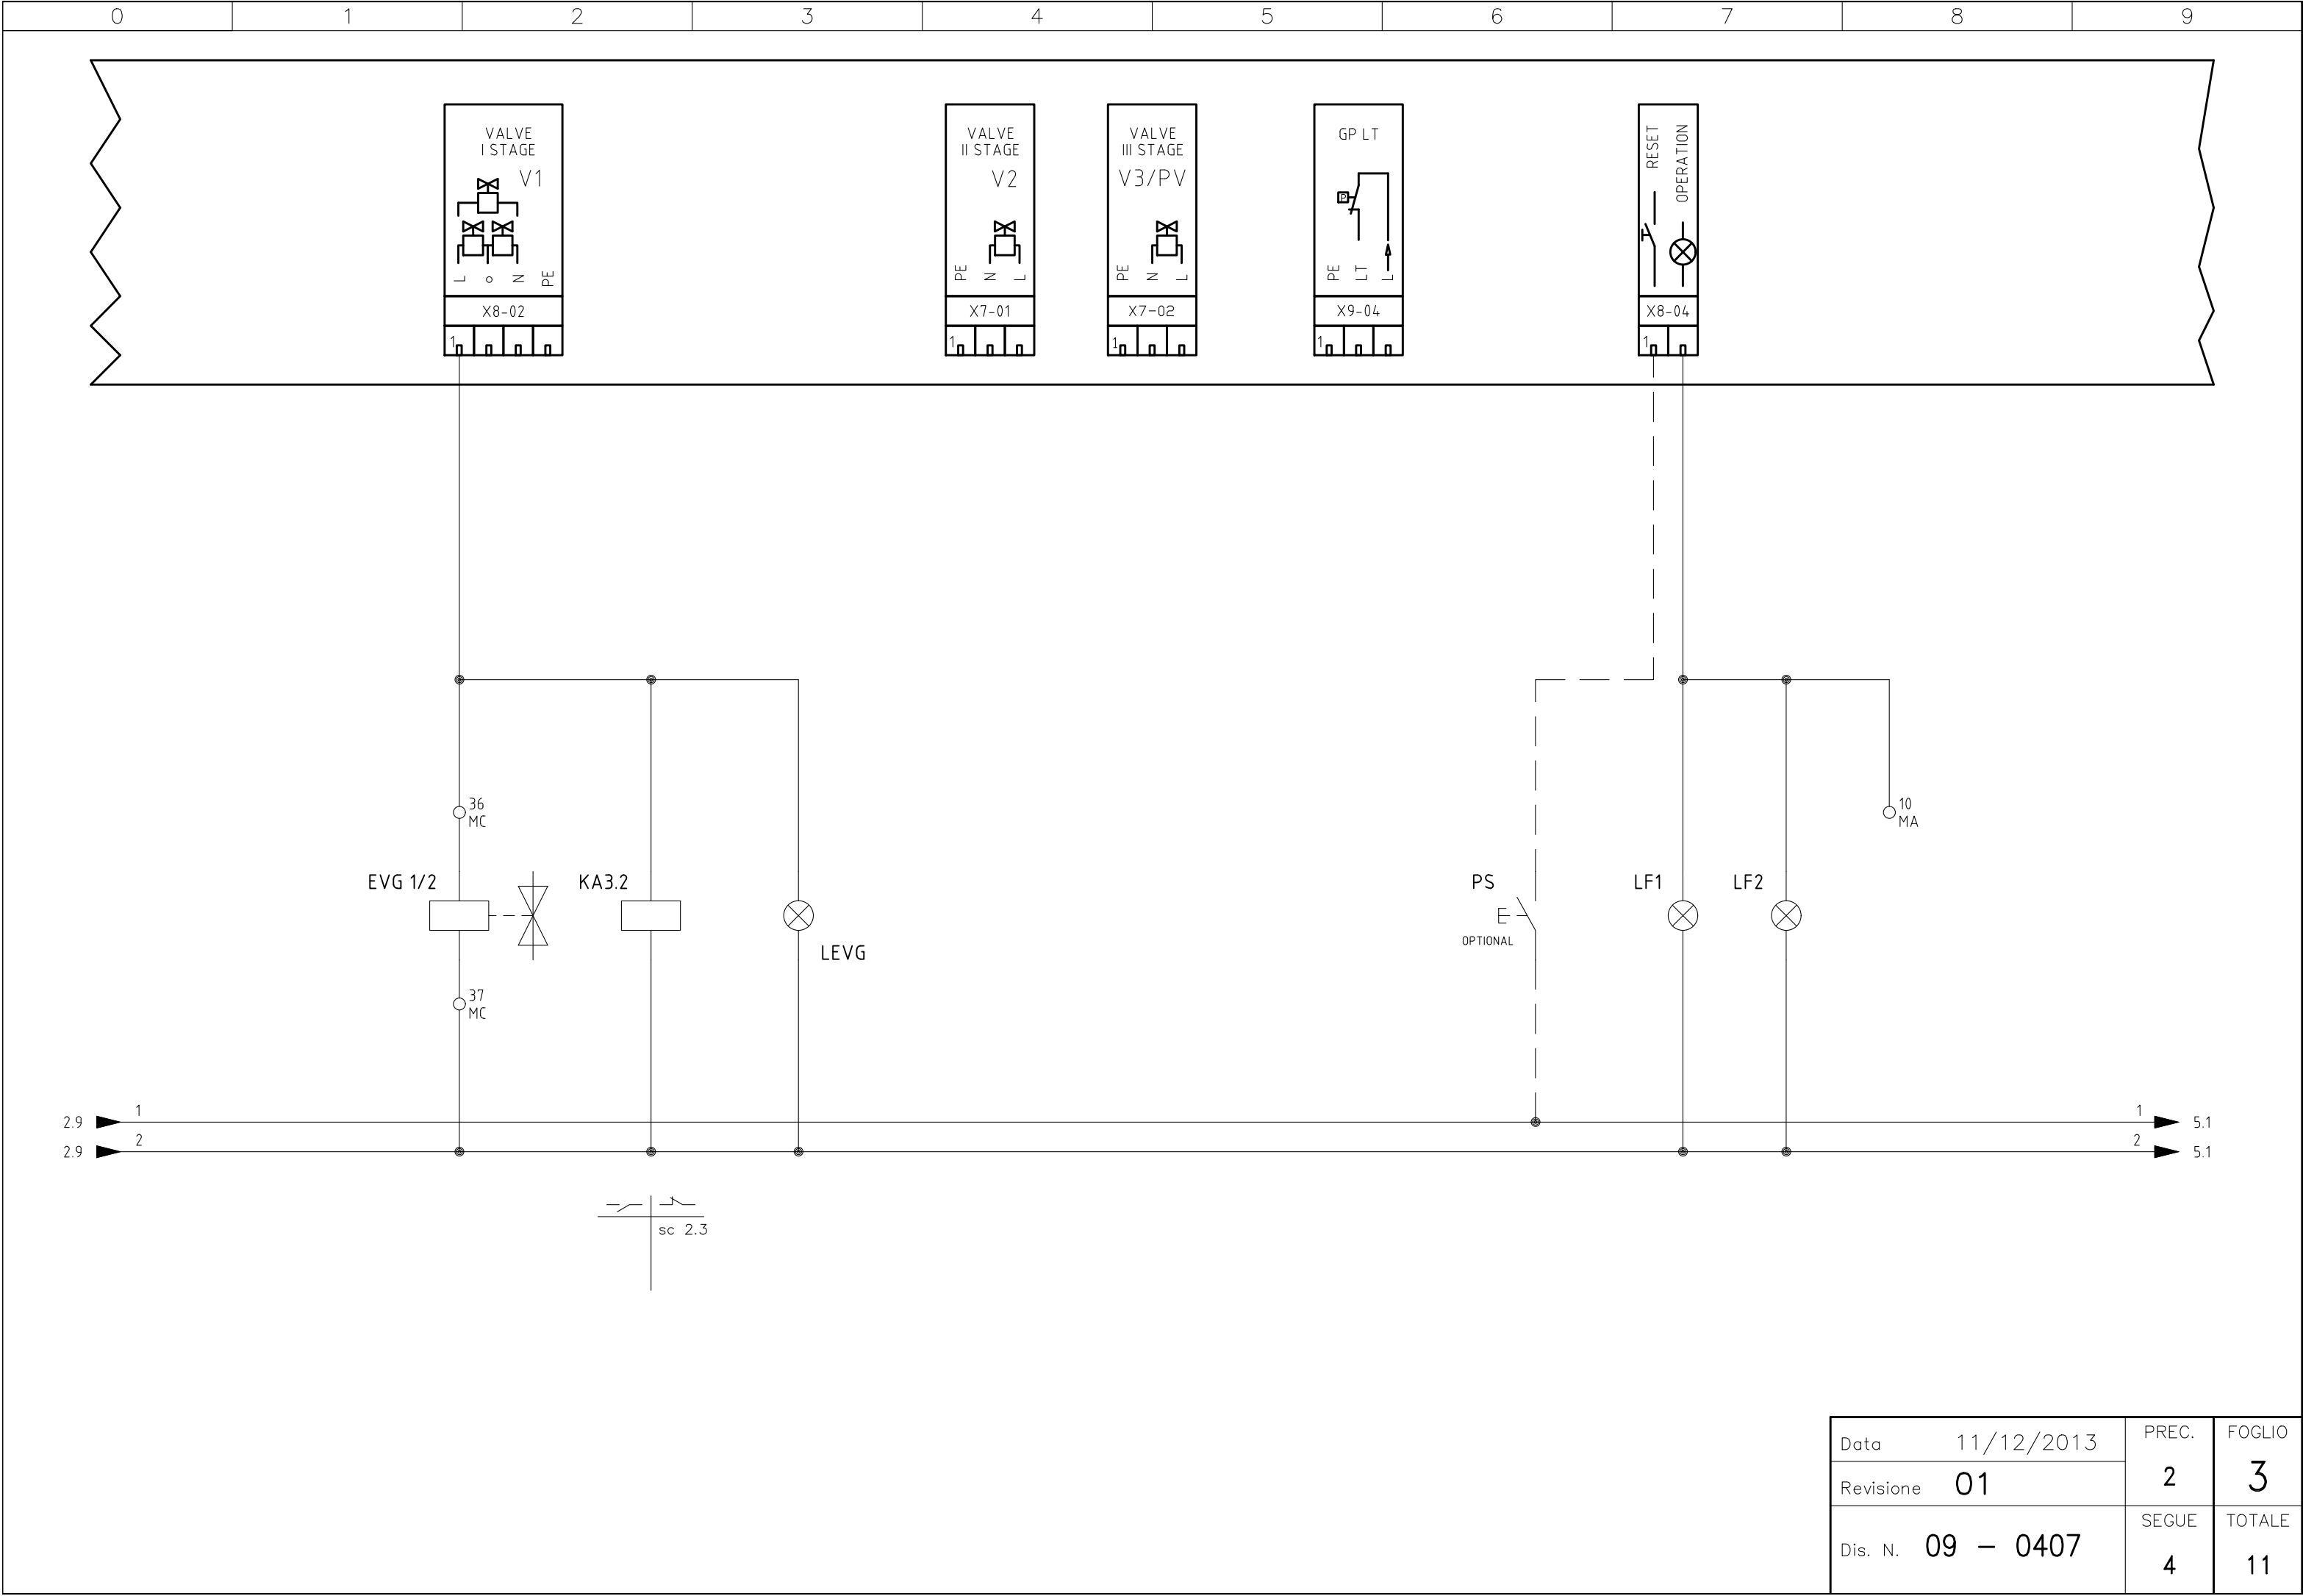 0 1 2 3 4 5 6 7 8 9
VALVE
I STAGE
V1
L o N PE
X8-02
1
VALVE
II STAGE
V2
PE N L
X7-01
1
VALVE
III STAGE
V3/PV
PE N L
X7-02
1
GP LT
P
PE LT L
X9-04
1
RESET
OPERATION
X8-04
1
36
MC
10
MA
EVG 1/2
KA3.2
LEVG
PS
E
OPTIONAL
LF1
LF2
37
MC
2.9 1 1 5.1
2.9 2 2 5.1
sc 2.3
Data 11/12/2013
Revisione 01
Dis. N. 09 - 0407
PREC.
2
FOGLIO
3
SEGUE
4
TOTALE
11